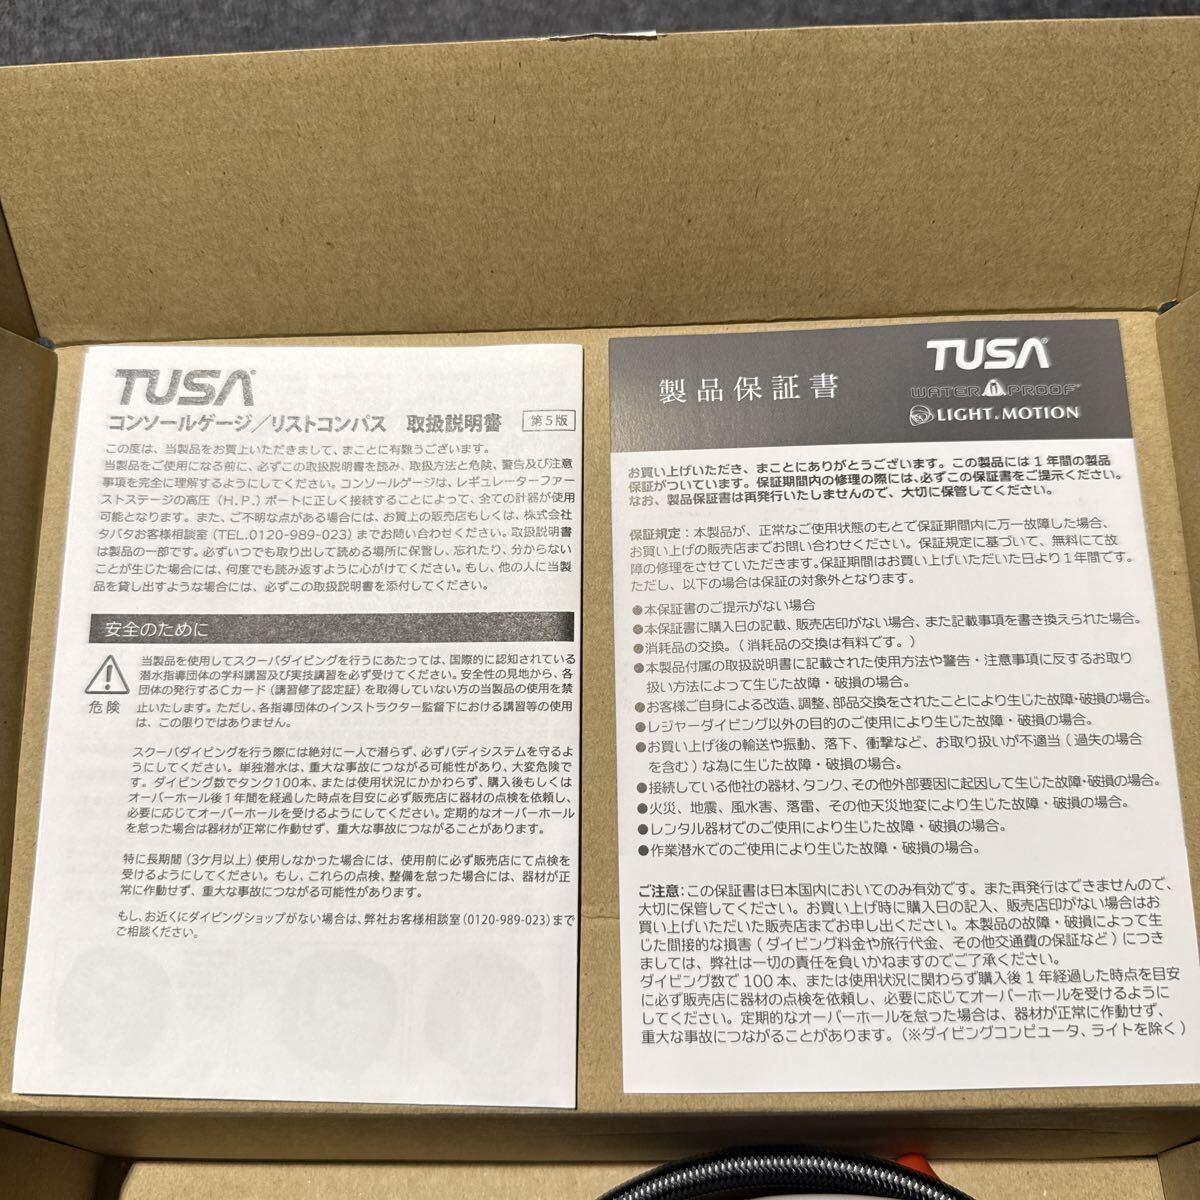 TUSA
コンソールゲージ／リストコンパス 取扱説明書 第5版
この度は、当製品をお買上いただきまして、まことに有難うございます。
当製品をご使用になる前に、必ずこの取扱説明書を読み、取扱方法と危険、警告及び注意
事項を完全に理解するようにしてください。コンソールゲージは、レギュレーターファー
ストステージの高圧（H.P.）ポートに正しく接続することによって、全ての計器が使用
可能となります。また、ご不明な点がある場合には、お買上の販売店もしくは、株式会社
タバタお客様相談室（TEL.0120-989-023）までお問い合わせください。取扱説明書
は製品の一部です。必ずいつでも取り出して読める場所に保管し、忘れたり、分からない
ことが生じた場合には、何度でも読み返すように心がけてください。もし、他の人に当製
品を貸し出すような場合には、必ずこの取扱説明書を添付してください。
安全のために
危険
当製品を使用してスクーバダイビングを行うにあたっては、国際的に認知されている
潜水指導団体の学科講習及び実技講習を必ず受けてください。安全性の見地から、各
団体の発行するCカード（講習修了認定証）を取得していない方の当製品の使用を禁
止いたします。ただし、各指導団体のインストラクター監督下における講習等の使用
は、この限りではありません。
スクーバダイビングを行う際には絶対に一人で潜らず、必ずバディシステムを守るよ
うにしてください。単独潜水は、重大な事故につながる可能性があり、大変危険で
す。ダイビング数でタンク100本、または使用状況にかかわらず、購入後もしくは
オーバーホール後1年間を経過した時点を目安に必ず販売店に器材の点検を依頼し、
必要に応じてオーバーホールを受けるようにしてください。定期的なオーバーホール
を怠った場合は器材が正常に作動せず、重大な事故につながることがあります。
特に長期間（3ケ月以上）使用しなかった場合には、使用前に必ず販売店にて点検を
受けるようにしてください。もし、これらの点検、整備を怠った場合には、器材が正
常に作動せず、重大な事故につながる可能性があります。
もし、お近くにダイビングショップがない場合は、弊社お客様相談室（0120-989-023）まで
ご相談ください。
製品保証書
TUSA
WATERPROOF
LIGHT&MOTION
お買い上げいただき、まことにありがとうございます。この製品には1年間の製品
保証がついています。保証期間内の修理の際には、必ずこの保証書をご提示ください。
なお、製品保証書は再発行いたしませんので、大切に保管してください。
保証規定：本製品が、正常なご使用状態のもとで保証期間内に万一故障した場合、
お買い上げの販売店までお問い合わせください。保証規定に基づいて、無料にて故
障の修理をさせていただきます。保証期間はお買い上げいただいた日より1年間です。
ただし、以下の場合は保証の対象外となります。
●本保証書のご提示がない場合
●本保証書に購入日の記載、販売店印がない場合、また記載事項を書き換えられた場合。
●消耗品の交換。（消耗品の交換は有料です。）
●本製品付属の取扱説明書に記載された使用方法や警告・注意事項に反するお取り
扱い方法によって生じた故障・破損の場合。
●お客様ご自身による改造、調整、部品交換をされたことにより生じた故障・破損の場合。
●レジャーダイビング以外の目的のご使用により生じた故障・破損の場合。
●お買い上げ後の輸送や振動、落下、衝撃など、お取り扱いが不適当（過失の場合
を含む）な為に生じた故障・破損の場合。
●接続している他社の器材、タンク、その他外部要因に起因して生じた故障・破損の場合。
●火災、地震、風水害、落雷、その他天災地変により生じた故障・破損の場合。
●レンタル器材でのご使用により生じた故障・破損の場合。
●作業潜水でのご使用により生じた故障・破損の場合。
ご注意：この保証書は日本国内においてのみ有効です。また再発行はできませんので、
大切に保管してください。お買い上げ時に購入日の記入、販売店印がない場合はお
買い上げいただいた販売店までお申し出ください。本製品の故障・破損によって生
じた間接的な損害（ダイビング料金や旅行代金、その他交通費の保証など）につき
ましては、弊社は一切の責任を負いかねますのでご了承ください。
ダイビング数で100本、または使用状況に関わらず購入後1年経過した時点を目安
に必ず販売店に器材の点検を依頼し、必要に応じてオーバーホールを受けるように
してください。定期的なオーバーホールを怠った場合は、器材が正常に作動せず、
重大な事故につながることがあります。（※ダイビングコンピュータ、ライトを除く）